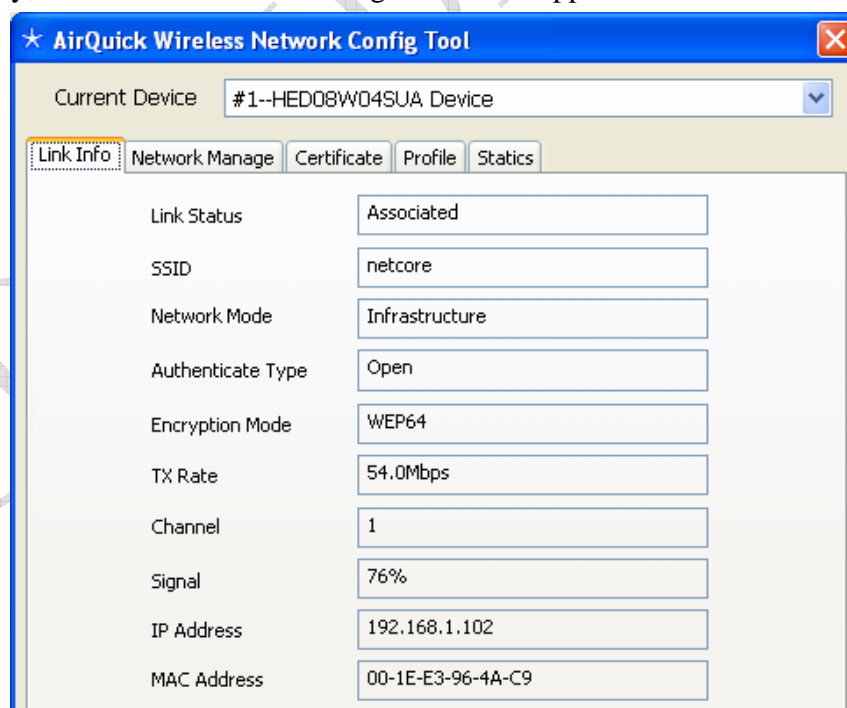 AirQuick Wireless Network Config Tool
Current Device #1--HED08W04SUA Device
Link Info Network Manage Certificate Profile Statics
Link Status Associated
SSID netcore
Network Mode Infrastructure
Authenticate Type Open
Encryption Mode WEP64
TX Rate 54.0Mbps
Channel 1
Signal 76%
IP Address 192.168.1.102
MAC Address 00-1E-E3-96-4A-C9